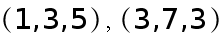 (1,3,5) , (3,7,3)